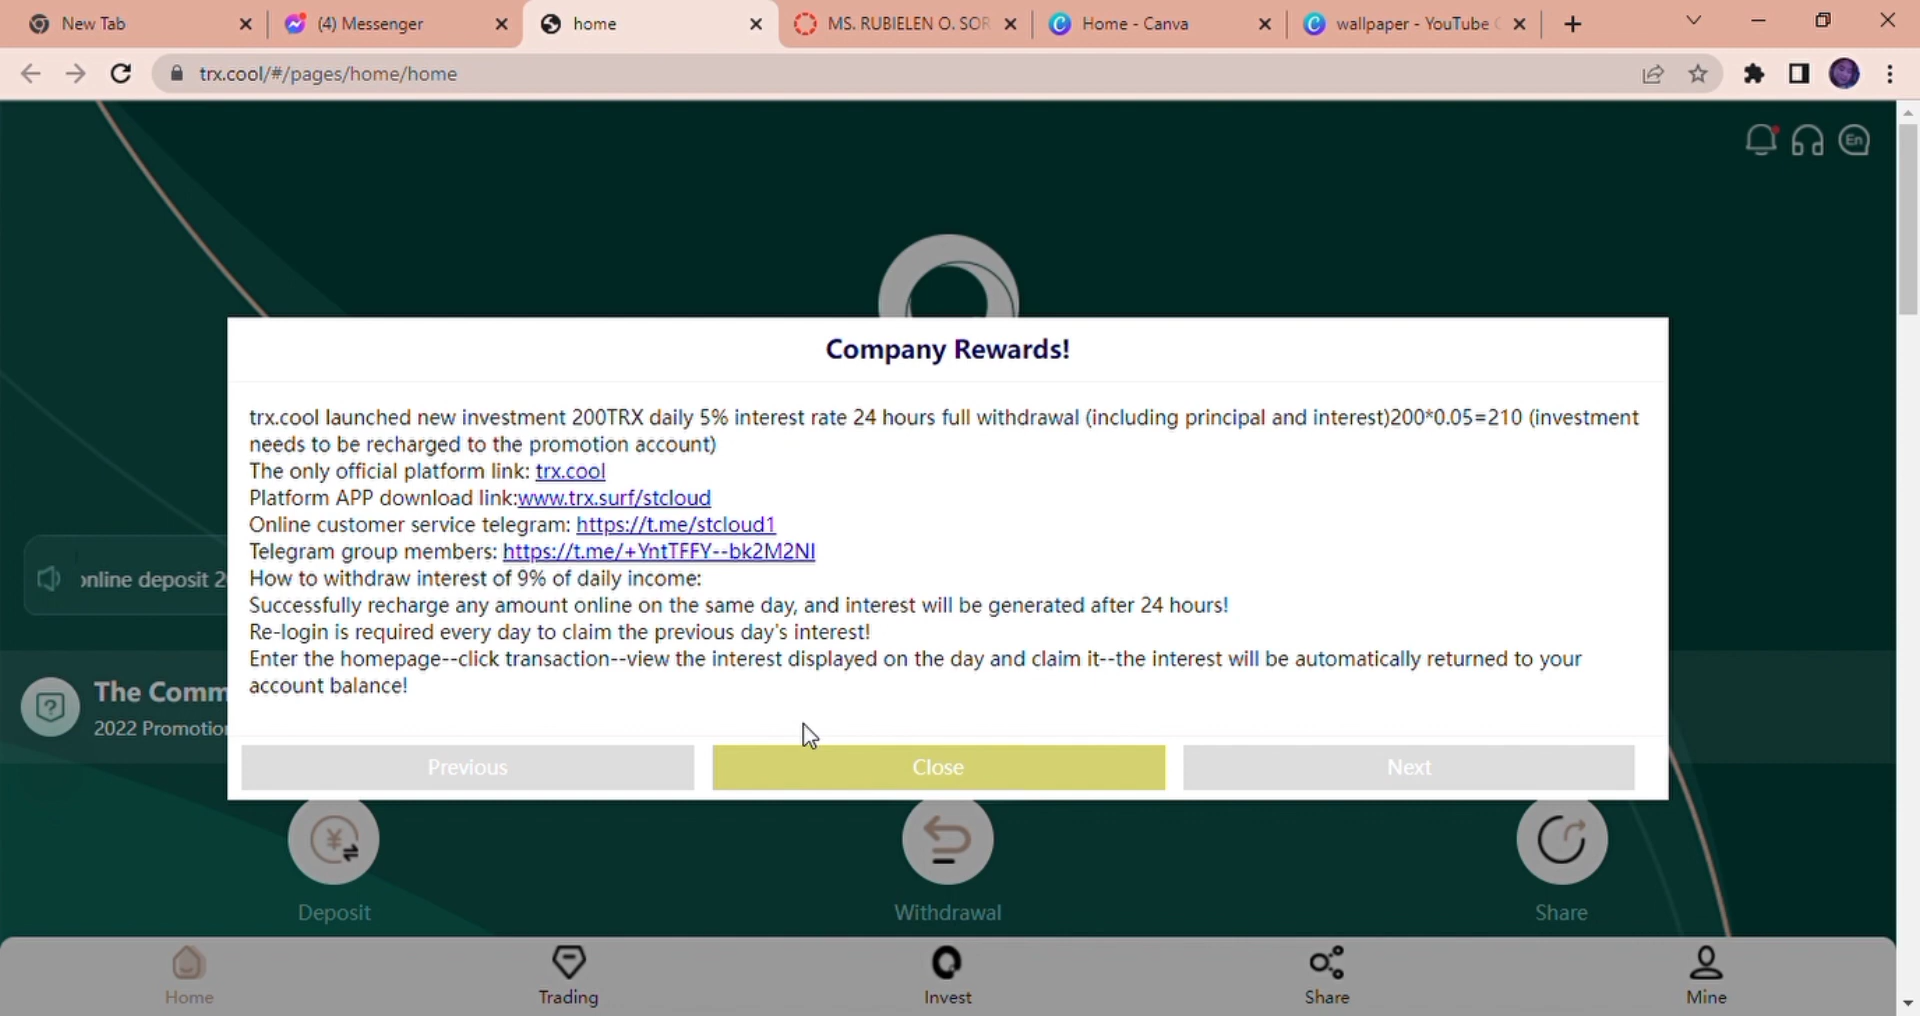 New Tab
(4) Messenger
home
MS. RUBIELEN O. SOR
Home - Canva
wallpaper - YouTube
trx.cool/#/pages/home/home
En
Company Rewards!
trx.cool launched new investment 200TRX daily 5% interest rate 24 hours full withdrawal (including principal and interest)200*0.05=210 (investment
needs to be recharged to the promotion account)
The only official platform link: trx.cool
Platform APP download link:www.trx.surf/stcloud
Online customer service telegram: https://t.me/stcloud1
Telegram group members: https://t.me/+YntTFFY--bk2M2Nl
How to withdraw interest of 9% of daily income:
Successfully recharge any amount online on the same day, and interest will be generated after 24 hours!
Re-login is required every day to claim the previous day's interest!
Enter the homepage--click transaction--view the interest displayed on the day and claim it--the interest will be automatically returned to your
account balance!
online deposit 2
The Comm
2022 Promotion
Previous
Close
Next
Deposit
Withdrawal
Share
Home
Trading
Invest
Share
Mine